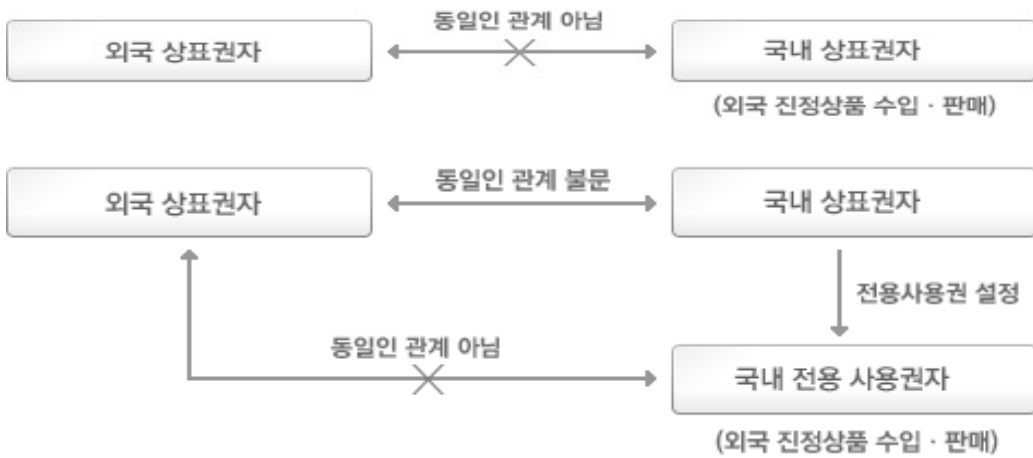 동일인 관계 아님
외국 상표권자
국내 상표권자
(외국 진정상품 수입 · 판매)
동일인 관계 불문
외국 상표권자
국내 상표권자
전용사용권 설정
동일인 관계 아님
국내 전용 사용권자
(외국 진정상품 수입 · 판매)